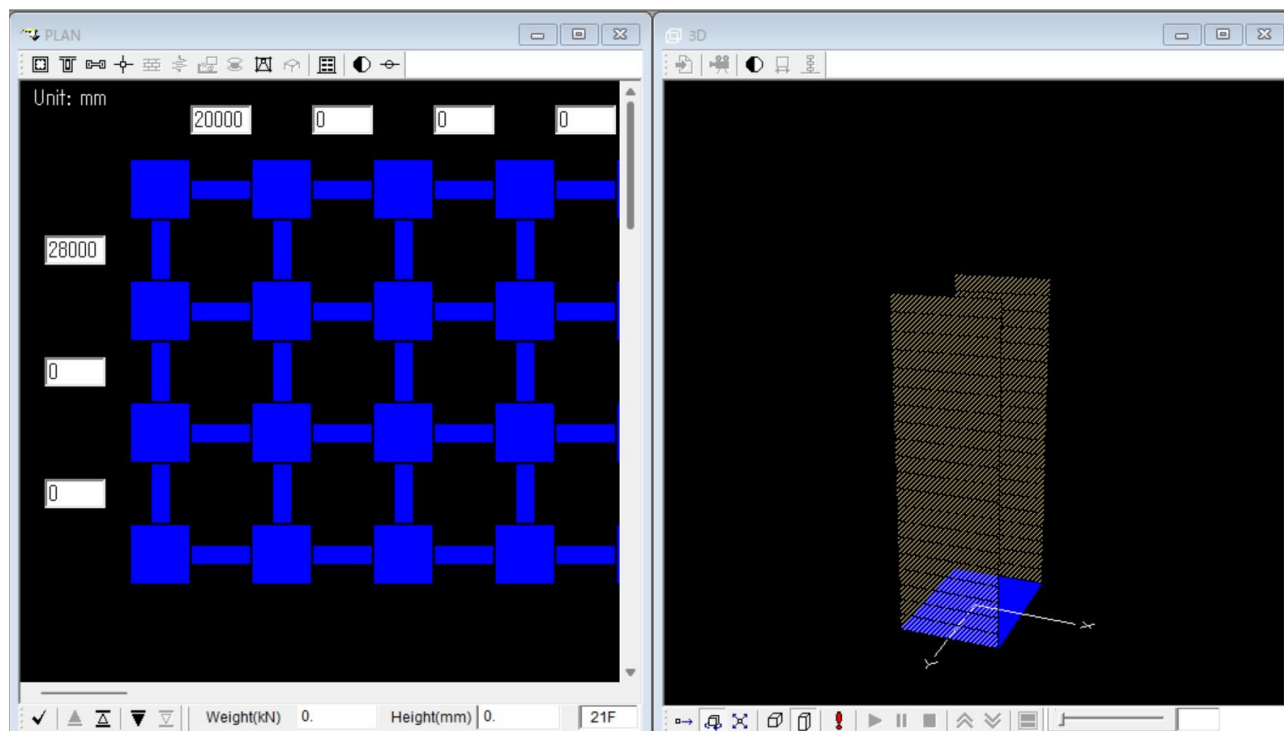 PLAN
Unit: mm
20000 0 0 0
28000
0
0
Weight(kN) 0. Height(mm) 0. 21F
3D
X
Y